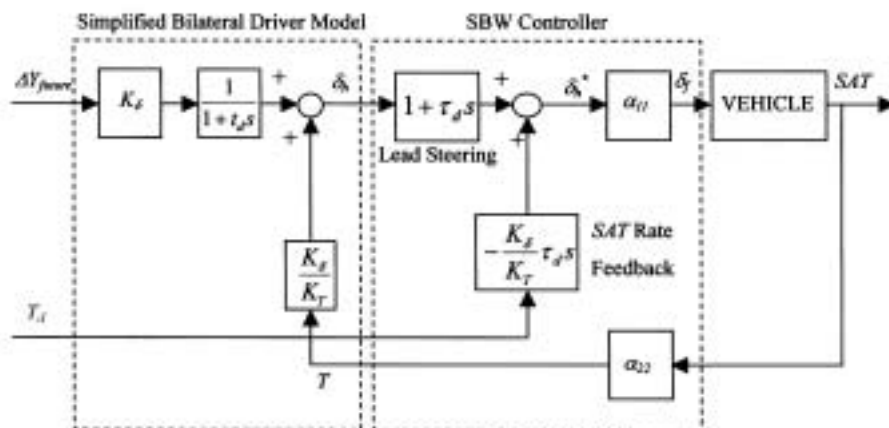 Simplified Bilateral Driver Model
SBW Controller
ΔY_future
K_δ
1
1+t_d s
+
+
δ_h
1+τ_d s
Lead Steering
+
+
δ_h*
α_11
δ_f
VEHICLE
SAT
K_δ
K_T
-K_δ/K_T τ_d s
SAT Rate
Feedback
T
α_22